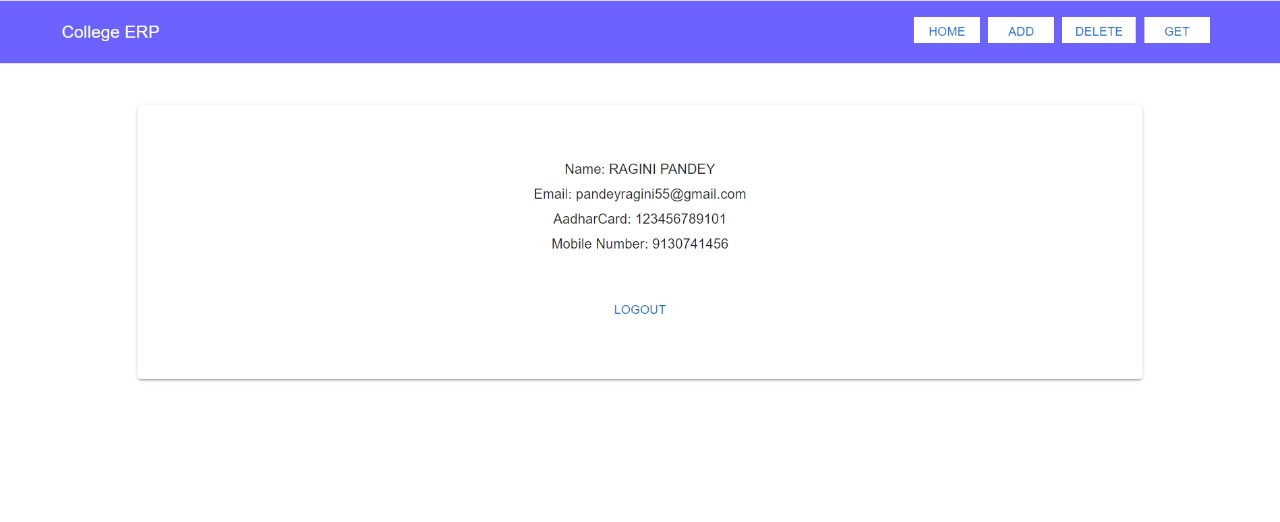 College ERP
HOME ADD DELETE GET
Name: RAGINI PANDEY
Email: pandeyragini55@gmail.com
AadharCard: 123456789101
Mobile Number: 9130741456
LOGOUT